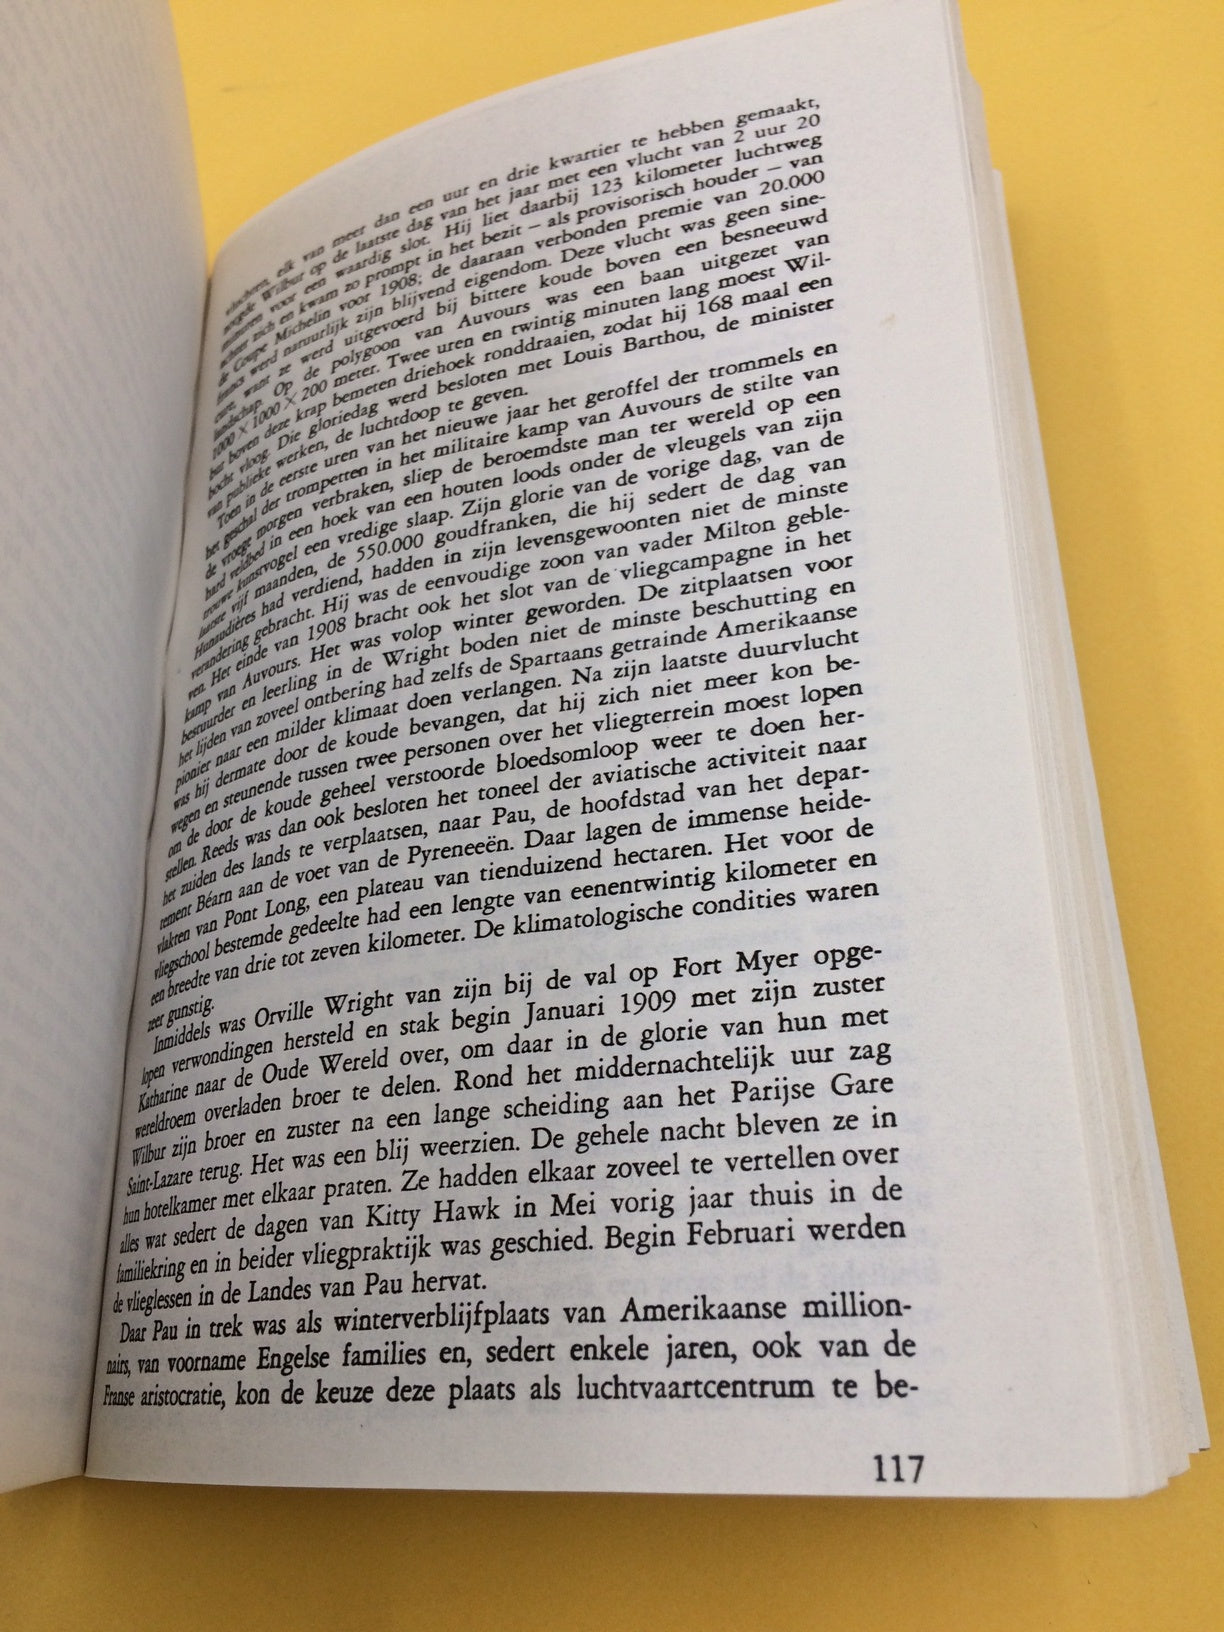 vluchten, elk van meer dan een uur en drie kwartier te hebben gemaakt,
zorgde Wilbur op de laatste dag van het jaar met een vlucht van 2 uur 20
minuten voor een waardig slot. Hij liet daarbij 123 kilometer luchtweg
achter zich en kwam zo prompt in het bezit – als provisorisch houder – van
de Coupe Michelin voor 1908; de daaraan verbonden premie van 20.000
francs werd natuurlijk zijn blijvend eigendom. Deze vlucht was geen sine-
cure, want ze werd uitgevoerd bij bittere koude boven een besneeuwd
landschap. Op de polygoon van Auvours was een baan uitgezet van
1000 × 1000 × 200 meter. Twee uren en twintig minuten lang moest Wil-
bur boven deze krap bemeten driehoek ronddraaien, zodat hij 168 maal een
bocht vloog. Die gloriedag werd besloten met Louis Barthou, de minister
van publieke werken, de luchtdoop te geven.
Toen in de eerste uren van het nieuwe jaar het geroffel der trommels en
het geschal der trompetten in het militaire kamp van Auvours de stilte van
de vroege morgen verbraken, sliep de beroemdste man ter wereld op een
hard veldbed in een hoek van een houten loods onder de vleugels van zijn
trouwe kunstvogel een vredige slaap. Zijn glorie van de vorige dag, van de
laatste vijf maanden, de 550.000 goudfranken, die hij sedert de dag van
Hunaudières had verdiend, hadden in zijn levensgewoonten niet de minste
verandering gebracht. Hij was de eenvoudige zoon van vader Milton geble-
ven. Het einde van 1908 bracht ook het slot van de vliegcampagne in het
kamp van Auvours. Het was volop winter geworden. De zitplaatsen voor
bestuurder en leerling in de Wright boden niet de minste beschutting en
het lijden van zoveel ontbering had zelfs de Spartaans getrainde Amerikaanse
pionier naar een milder klimaat doen verlangen. Na zijn laatste duurvlucht
was hij dermate door de koude bevangen, dat hij zich niet meer kon be-
wegen en steunende tussen twee personen over het vliegterrein moest lopen
om de door de koude geheel verstoorde bloedsomloop weer te doen her-
stellen. Reeds was dan ook besloten het toneel der aviatische activiteit naar
het zuiden des lands te verplaatsen, naar Pau, de hoofdstad van het depar-
tement Béarn aan de voet van de Pyreneeën. Daar lagen de immense heide-
vlakten van Pont Long, een plateau van tienduizend hectaren. Het voor de
vliegschool bestemde gedeelte had een lengte van eenentwintig kilometer en
een breedte van drie tot zeven kilometer. De klimatologische condities waren
zeer gunstig.
Inmiddels was Orville Wright van zijn bij de val op Fort Myer opge-
lopen verwondingen hersteld en stak begin Januari 1909 met zijn zuster
Katharine naar de Oude Wereld over, om daar in de glorie van hun met
wereldroem overladen broer te delen. Rond het middernachtelijk uur zag
Wilbur zijn broer en zuster na een lange scheiding aan het Parijse Gare
Saint-Lazare terug. Het was een blij weerzien. De gehele nacht bleven ze in
hun hotelkamer met elkaar praten. Ze hadden elkaar zoveel te vertellen over
alles wat sedert de dagen van Kitty Hawk in Mei vorig jaar thuis in de
familiekring en in beider vliegpraktijk was geschied. Begin Februari werden
de vlieglessen in de Landes van Pau hervat.
Daar Pau in trek was als winterverblijfplaats van Amerikaanse million-
nairs, van voorname Engelse families en, sedert enkele jaren, ook van de
Franse aristocratie, kon de keuze deze plaats als luchtvaartcentrum te be-
117